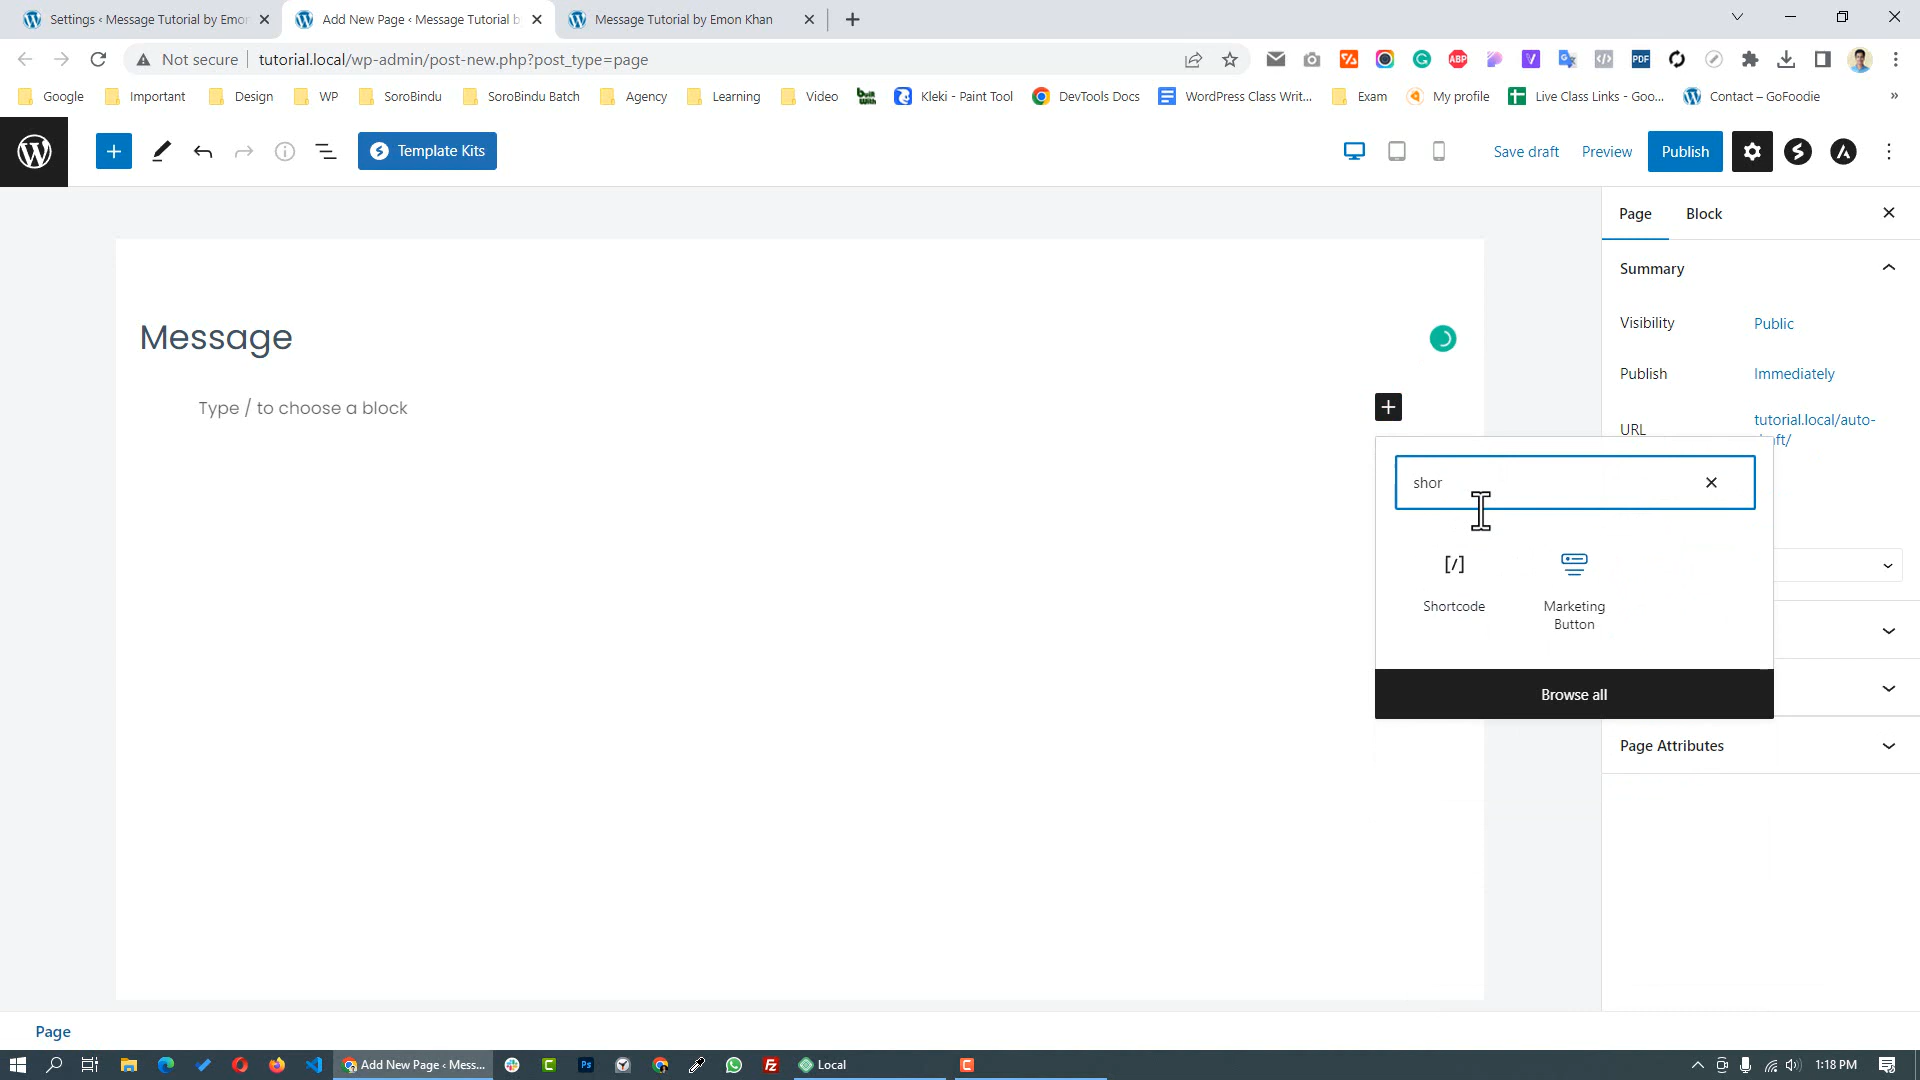 Settings ‹ Message Tutorial by Emon
Add New Page ‹ Message Tutorial b
Message Tutorial by Emon Khan
Not secure
tutorial.local/wp-admin/post-new.php?post_type=page
Google
Important
Design
WP
SoroBindu
SoroBindu Batch
Agency
Learning
Video
Kleki - Paint Tool
DevTools Docs
WordPress Class Writ...
Exam
My profile
Live Class Links - Goo...
Contact – GoFoodie
»
Template Kits
Save draft
Preview
Publish
Page
Block
Summary
Visibility
Public
Publish
Immediately
URL
tutorial.local/auto-
Message
Type / to choose a block
shor
[/]
Shortcode
Marketing
Button
Browse all
Page Attributes
Page
Add New Page ‹ Mess...
Local
1:18 PM